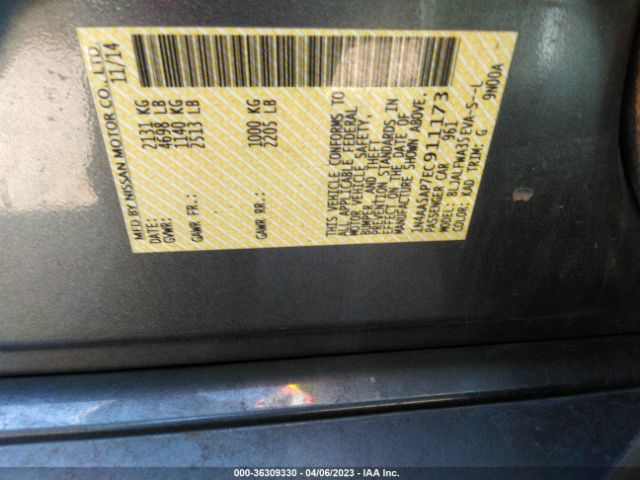 MFD BY NISSAN MOTOR CO., LTD.
DATE: 11/14
GVWR: 2131 KG
4698 LB
GAWR FR.: 1140 KG
2513 LB
GAWR RR.: 1000 KG
2205 LB
THIS VEHICLE CONFORMS TO
ALL APPLICABLE FEDERAL
MOTOR VEHICLE SAFETY,
BUMPER, AND THEFT
PREVENTION STANDARDS IN
EFFECT ON THE DATE OF
MANUFACTURE SHOWN ABOVE.
1N4AA5AP7EC911173
PASSENGER CAR 961
MODEL: BLJALFWA35EVA-S--L
COLOR: KAD TRIM: G 9N00A
000-36309330 - 04/06/2023 - IAA Inc.